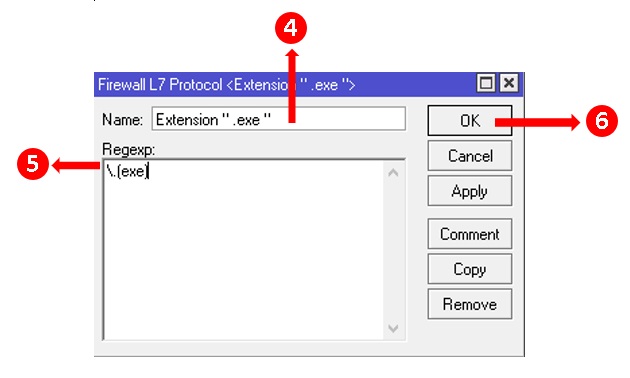 4
Firewall L7 Protocol <Extension " .exe ">
Name: Extension " .exe "
OK
6
Regexp:
Cancel
5
\.(exe)
Apply
Comment
Copy
Remove